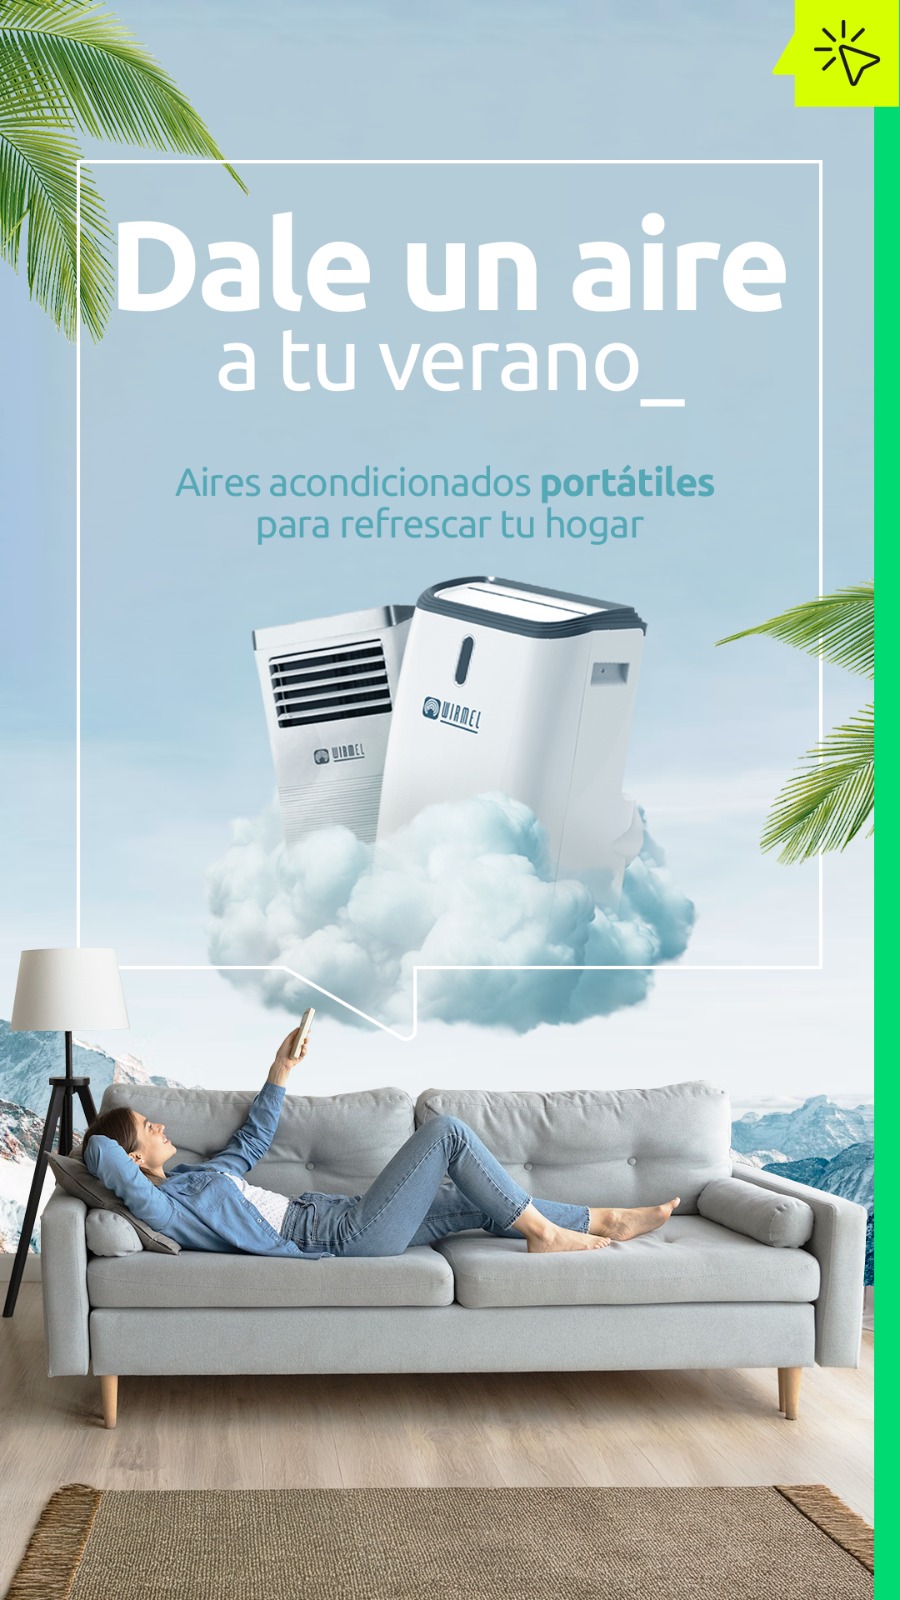 Dale un aire
a tu verano_
Aires acondicionados portátiles
para refrescar tu hogar
WIRMEL
WIRMEL